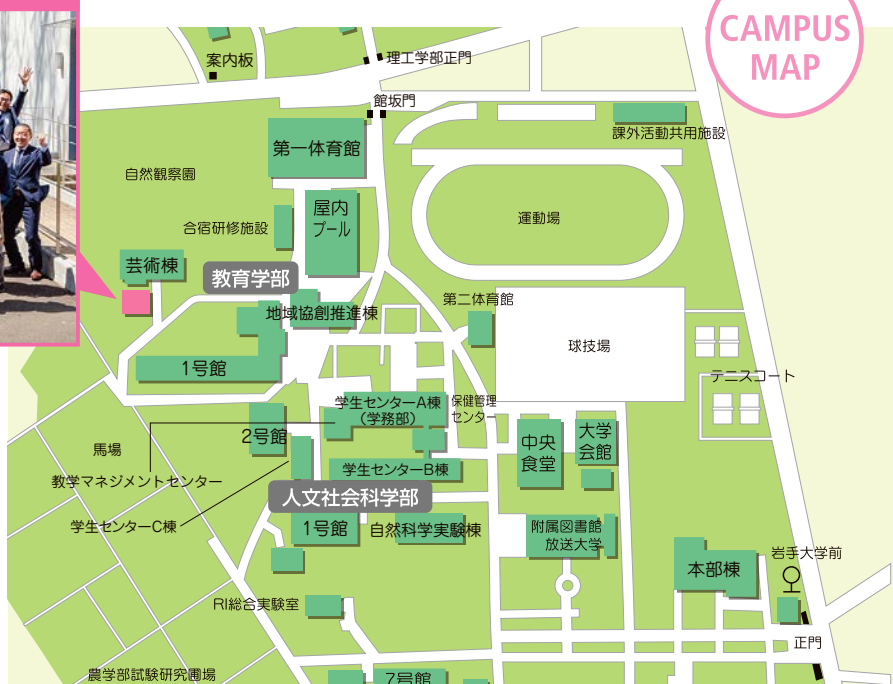 CAMPUS
MAP
案内板
理工学部正門
館坂門
課外活動共用施設
第一体育館
自然観察園
屋内
プール
合宿研修施設
運動場
芸術棟
教育学部
第二体育館
地域協創推進棟
球技場
1号館
テニスコート
学生センターA棟
（学務部）
保健管理
センター
2号館
中央
食堂
大学
会館
馬場
学生センターB棟
教学マネジメントセンター
人文社会科学部
学生センターC棟
1号館
自然科学実験棟
附属図書館
放送大学
岩手大学前
本部棟
RI総合実験室
正門
農学部試験研究圃場
7号館